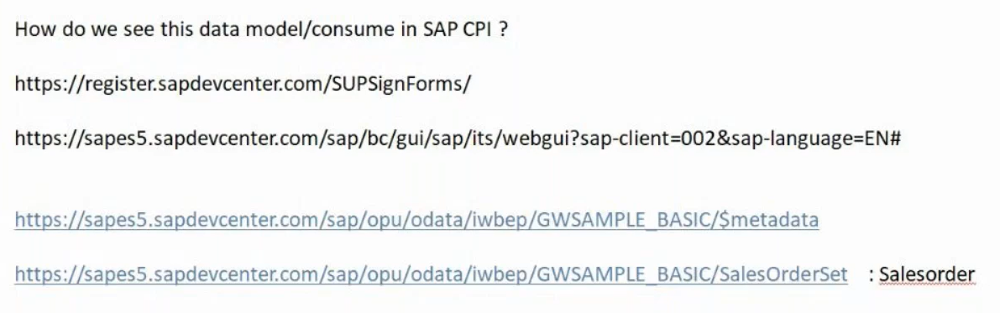 How do we see this data model/consume in SAP CPI ?
https://register.sapdevcenter.com/SUPSignForms/
https://sapes5.sapdevcenter.com/sap/bc/gui/sap/its/webgui?sap-client=002&sap-language=EN#
https://sapes5.sapdevcenter.com/sap/opu/odata/iwbep/GWSAMPLE_BASIC/$metadata
https://sapes5.sapdevcenter.com/sap/opu/odata/iwbep/GWSAMPLE_BASIC/SalesOrderSet : Salesorder